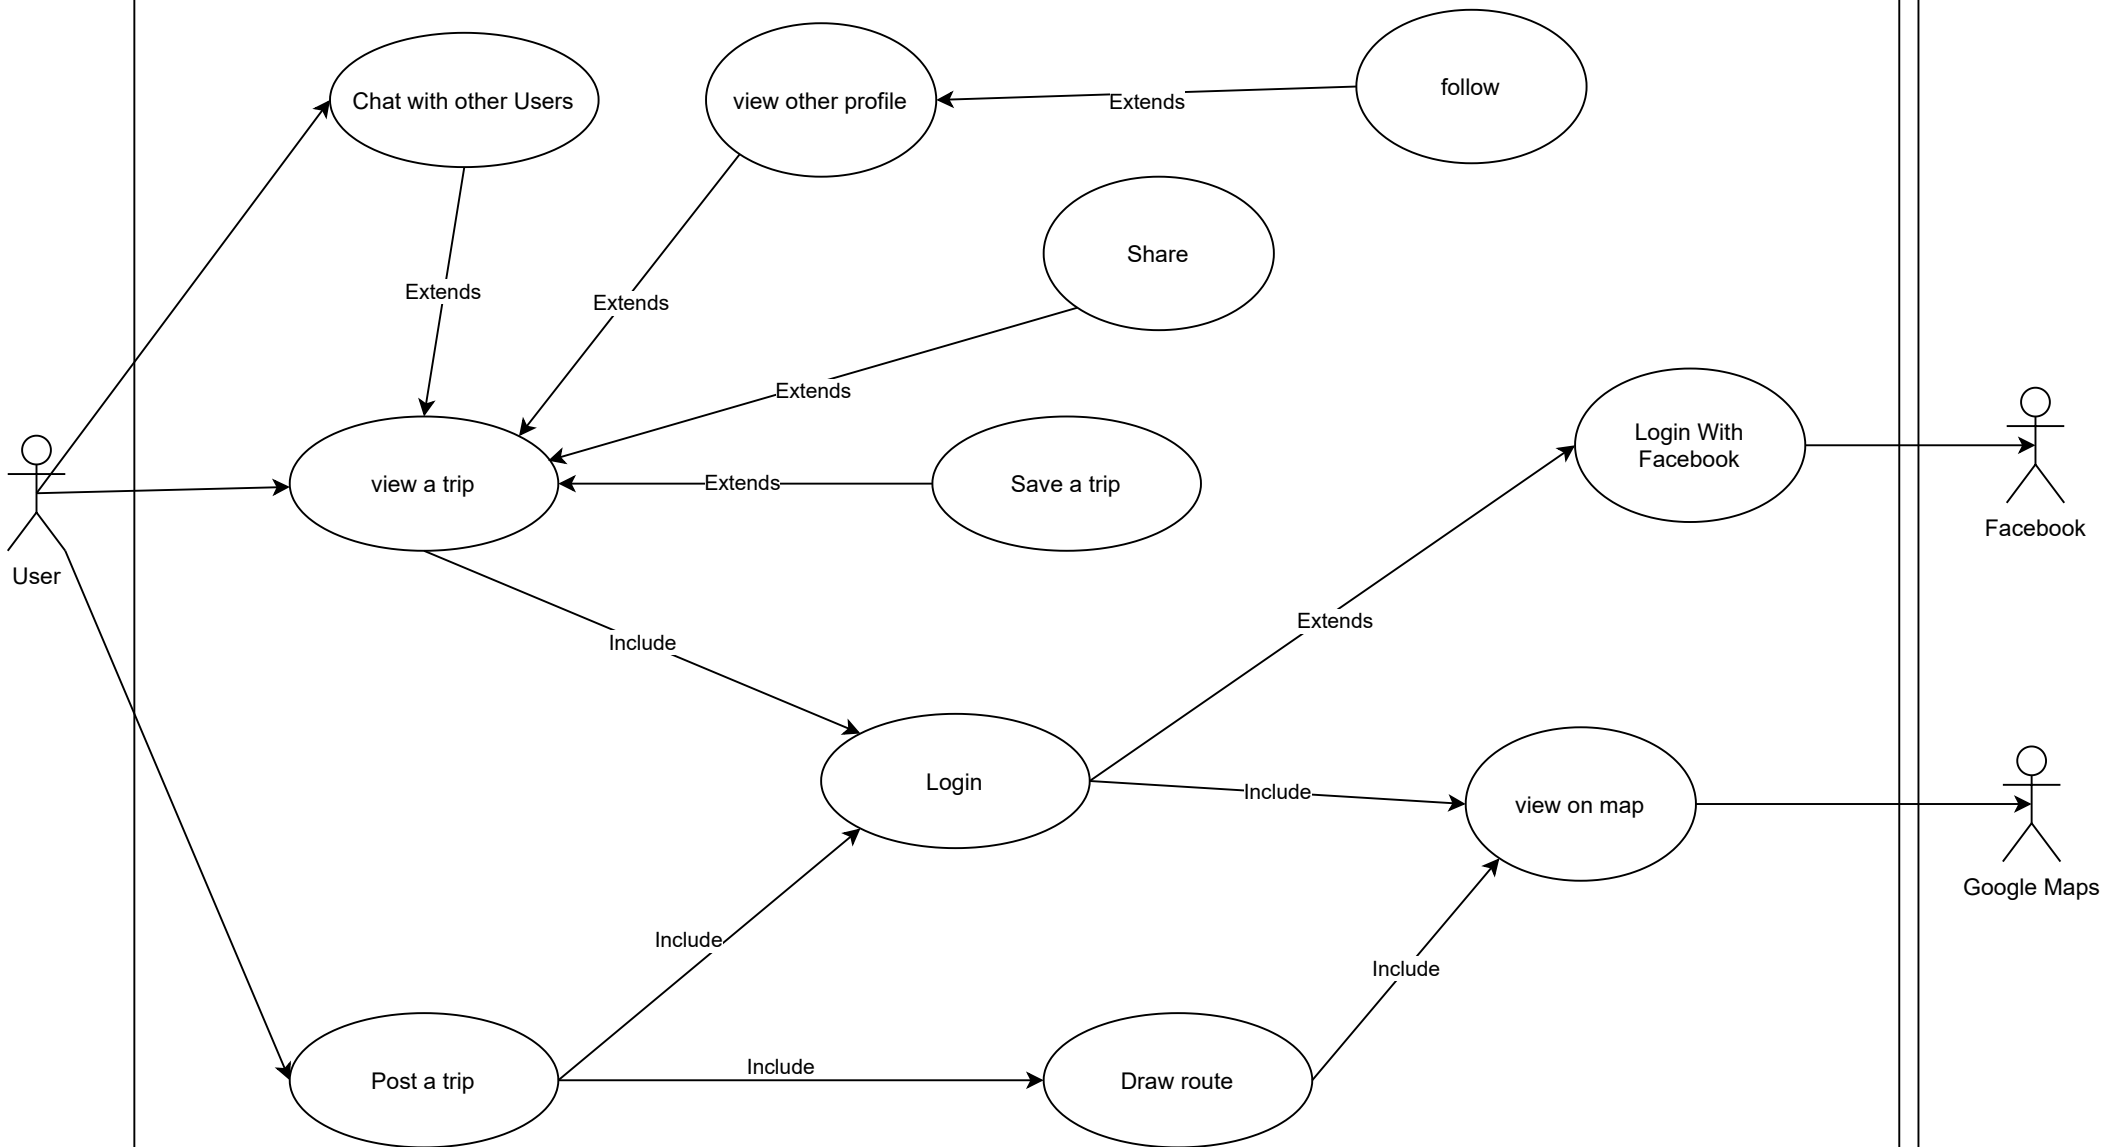 Chat with other Users
view other profile
Extends
follow
Share
Extends
Extends
Extends
view a trip
Extends
Save a trip
Login With
Facebook
Facebook
User
Include
Extends
Login
Include
view on map
Google Maps
Include
Include
Post a trip
Include
Draw route